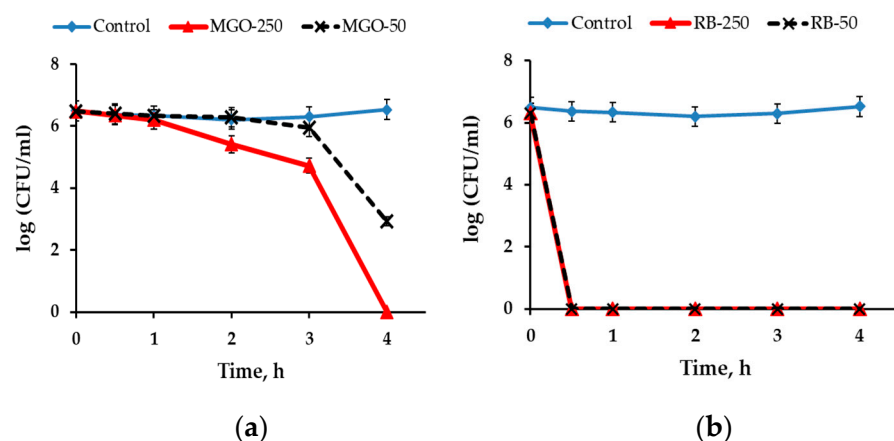 Control MGO-250 MGO-50
8
6
4
2
0
log (CFU/ml)
0 1 2 3 4
Time, h
(a)
Control RB-250 RB-50
8
6
4
2
0
log (CFU/ml)
0 1 2 3 4
Time, h
(b)